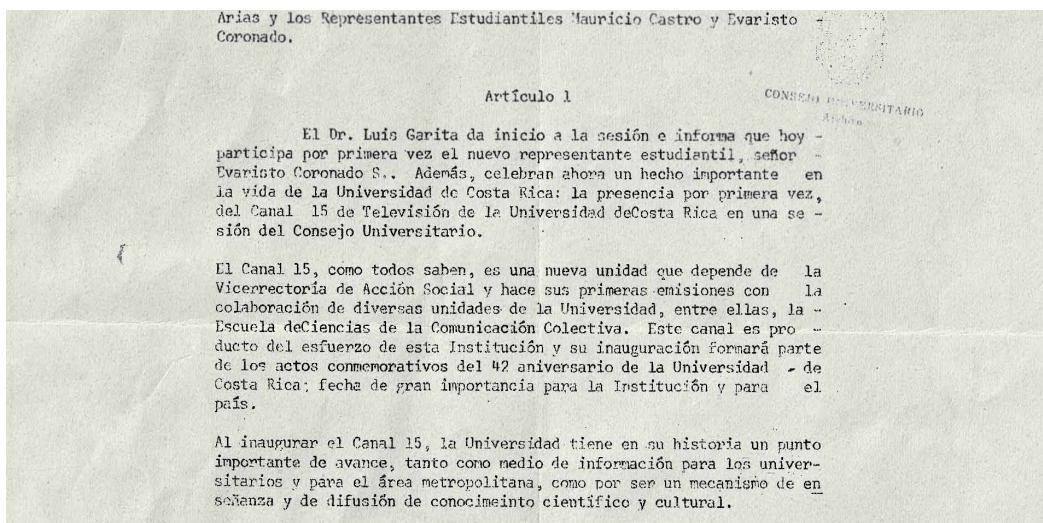 Arias y los Representantes Estudiantiles Mauricio Castro y Evaristo -
Coronado.
Artículo 1
CONSEJO UNIVERSITARIO
El Dr. Luis Garita da inicio a la sesión e informa que hoy -
participa por primera vez el nuevo representante estudiantil, señor -
Evaristo Coronado S.. Además, celebran ahora un hecho importante en
la vida de la Universidad de Costa Rica: la presencia por primera vez,
del Canal 15 de Televisión de la Universidad deCosta Rica en una se -
sión del Consejo Universitario.
El Canal 15, como todos saben, es una nueva unidad que depende de la
Vicerrectoría de Acción Social y hace sus primeras emisiones con la
colaboración de diversas unidades de la Universidad, entre ellas, la -
Escuela deCiencias de la Comunicación Colectiva. Este canal es pro -
ducto del esfuerzo de esta Institución y su inauguración formará parte
de los actos conmemorativos del 42 aniversario de la Universidad - de
Costa Rica; fecha de gran importancia para la Institución y para el
país.
Al inaugurar el Canal 15, la Universidad tiene en su historia un punto
importante de avance, tanto como medio de información para los univer-
sitarios y para el área metropolitana, como por ser un mecanismo de en
señanza y de difusión de conocimeinto científico y cultural.